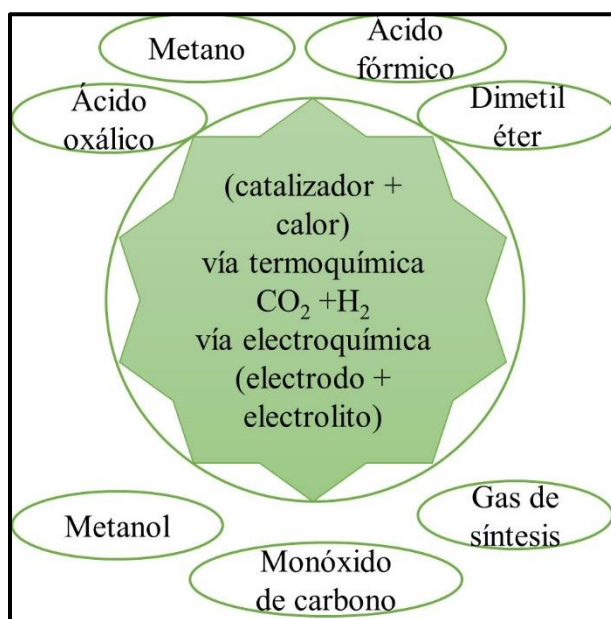 Metano
Ácido
fórmico
Ácido
oxálico
Dimetil
éter
(catalizador +
calor)
vía termoquímica
CO₂ +H₂
vía electroquímica
(electrodo +
electrolito)
Metanol
Gas de
síntesis
Monóxido
de carbono